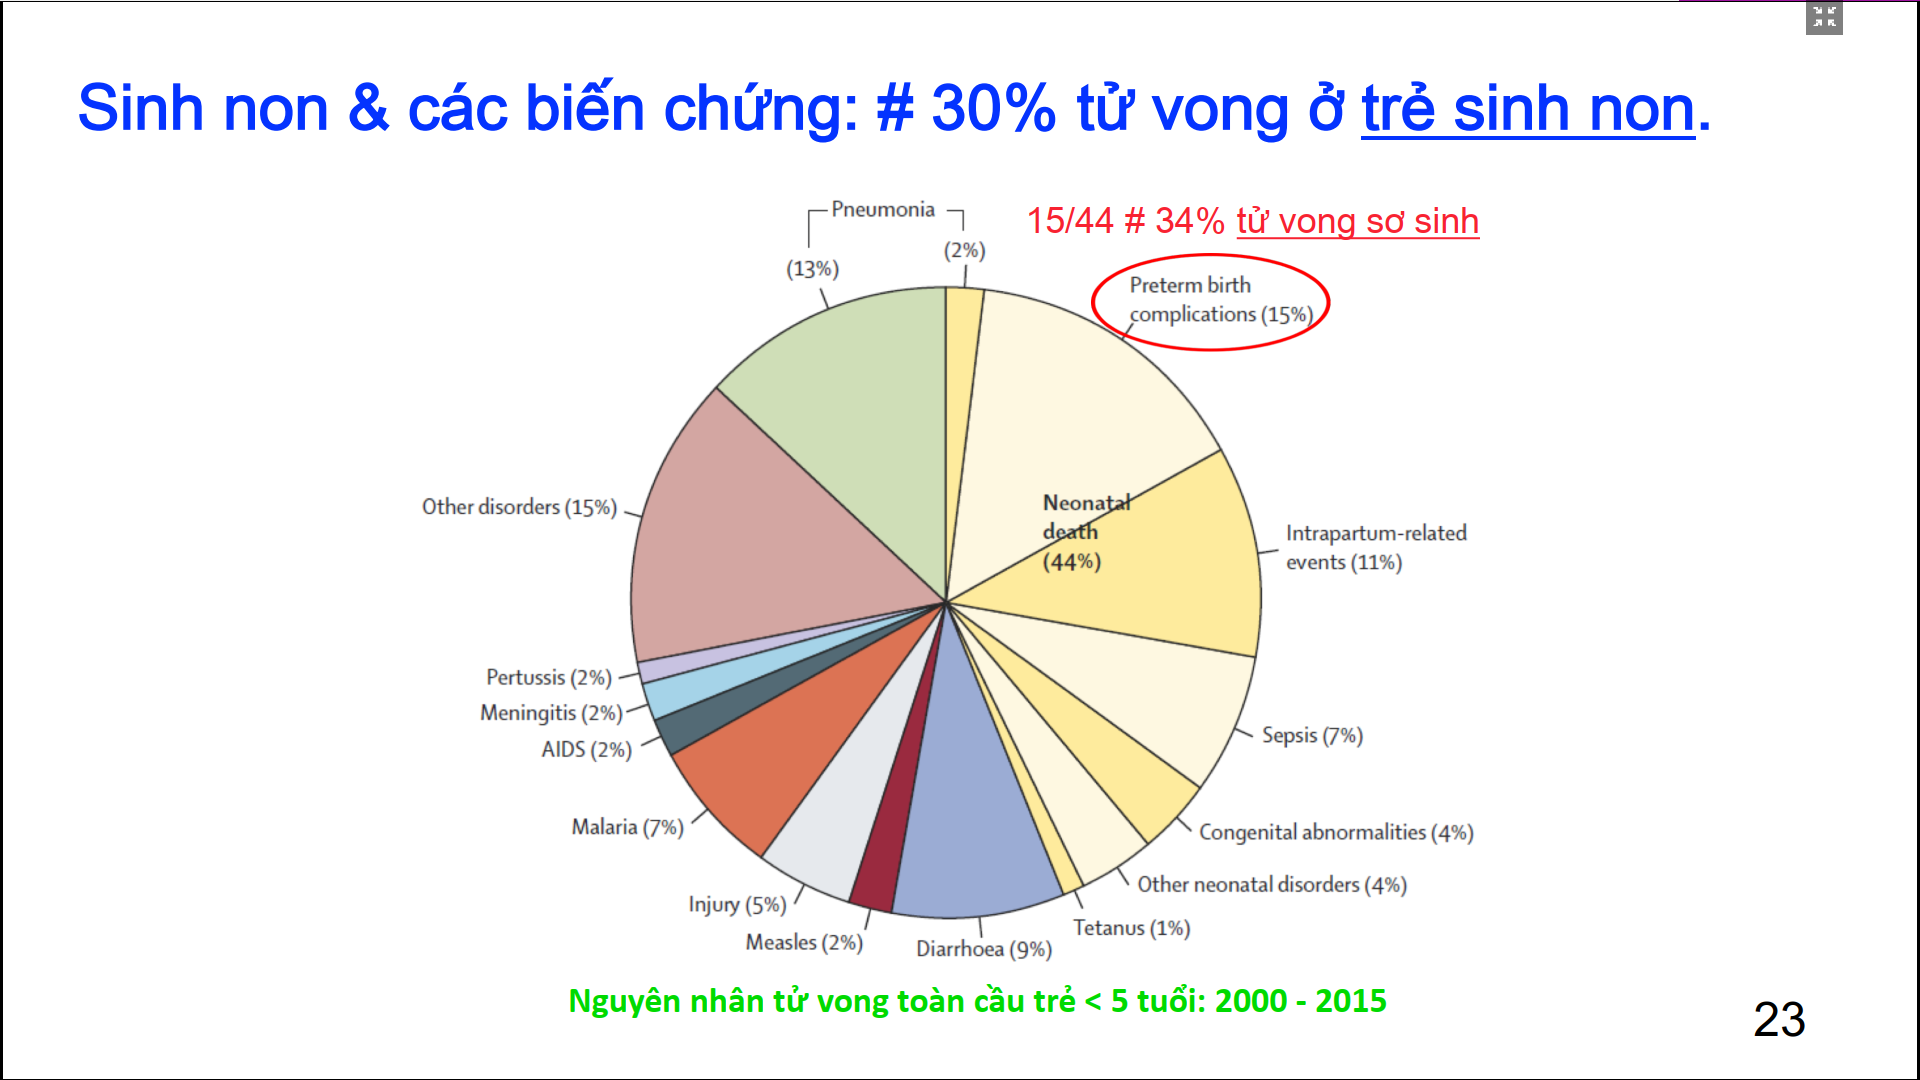 Sinh non & các biến chứng: # 30% tử vong ở trẻ sinh non.
15/44 # 34% tử vong sơ sinh
Pneumonia
(13%)
(2%)
Preterm birth
complications (15%)
Neonatal
death
(44%)
Intrapartum-related
events (11%)
Sepsis (7%)
Congenital abnormalities (4%)
Other neonatal disorders (4%)
Tetanus (1%)
Diarrhoea (9%)
Measles (2%)
Injury (5%)
Malaria (7%)
AIDS (2%)
Meningitis (2%)
Pertussis (2%)
Other disorders (15%)
Nguyên nhân tử vong toàn cầu trẻ < 5 tuổi: 2000 - 2015
23